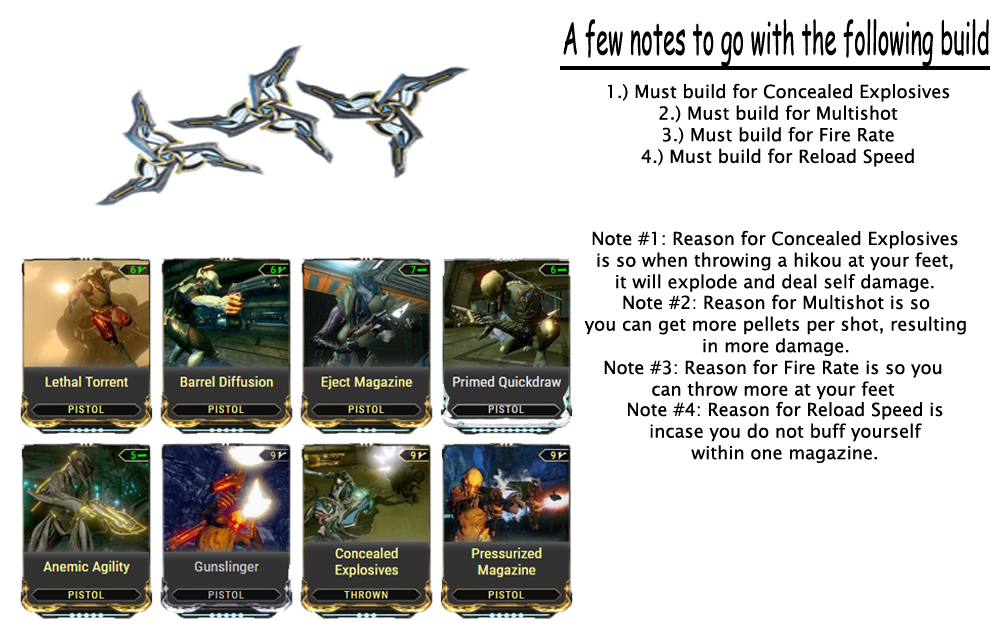 A few notes to go with the following build
1.) Must build for Concealed Explosives
2.) Must build for Multishot
3.) Must build for Fire Rate
4.) Must build for Reload Speed
Note #1: Reason for Concealed Explosives
is so when throwing a hikou at your feet,
it will explode and deal self damage.
Note #2: Reason for Multishot is so
you can get more pellets per shot, resulting
in more damage.
Note #3: Reason for Fire Rate is so you
can throw more at your feet
Note #4: Reason for Reload Speed is
incase you do not buff yourself
within one magazine.
6
Lethal Torrent
PISTOL
6
Barrel Diffusion
PISTOL
7
Eject Magazine
PISTOL
6
Primed Quickdraw
PISTOL
5
Anemic Agility
PISTOL
9
Gunslinger
PISTOL
9
Concealed
Explosives
THROWN
9
Pressurized
Magazine
PISTOL